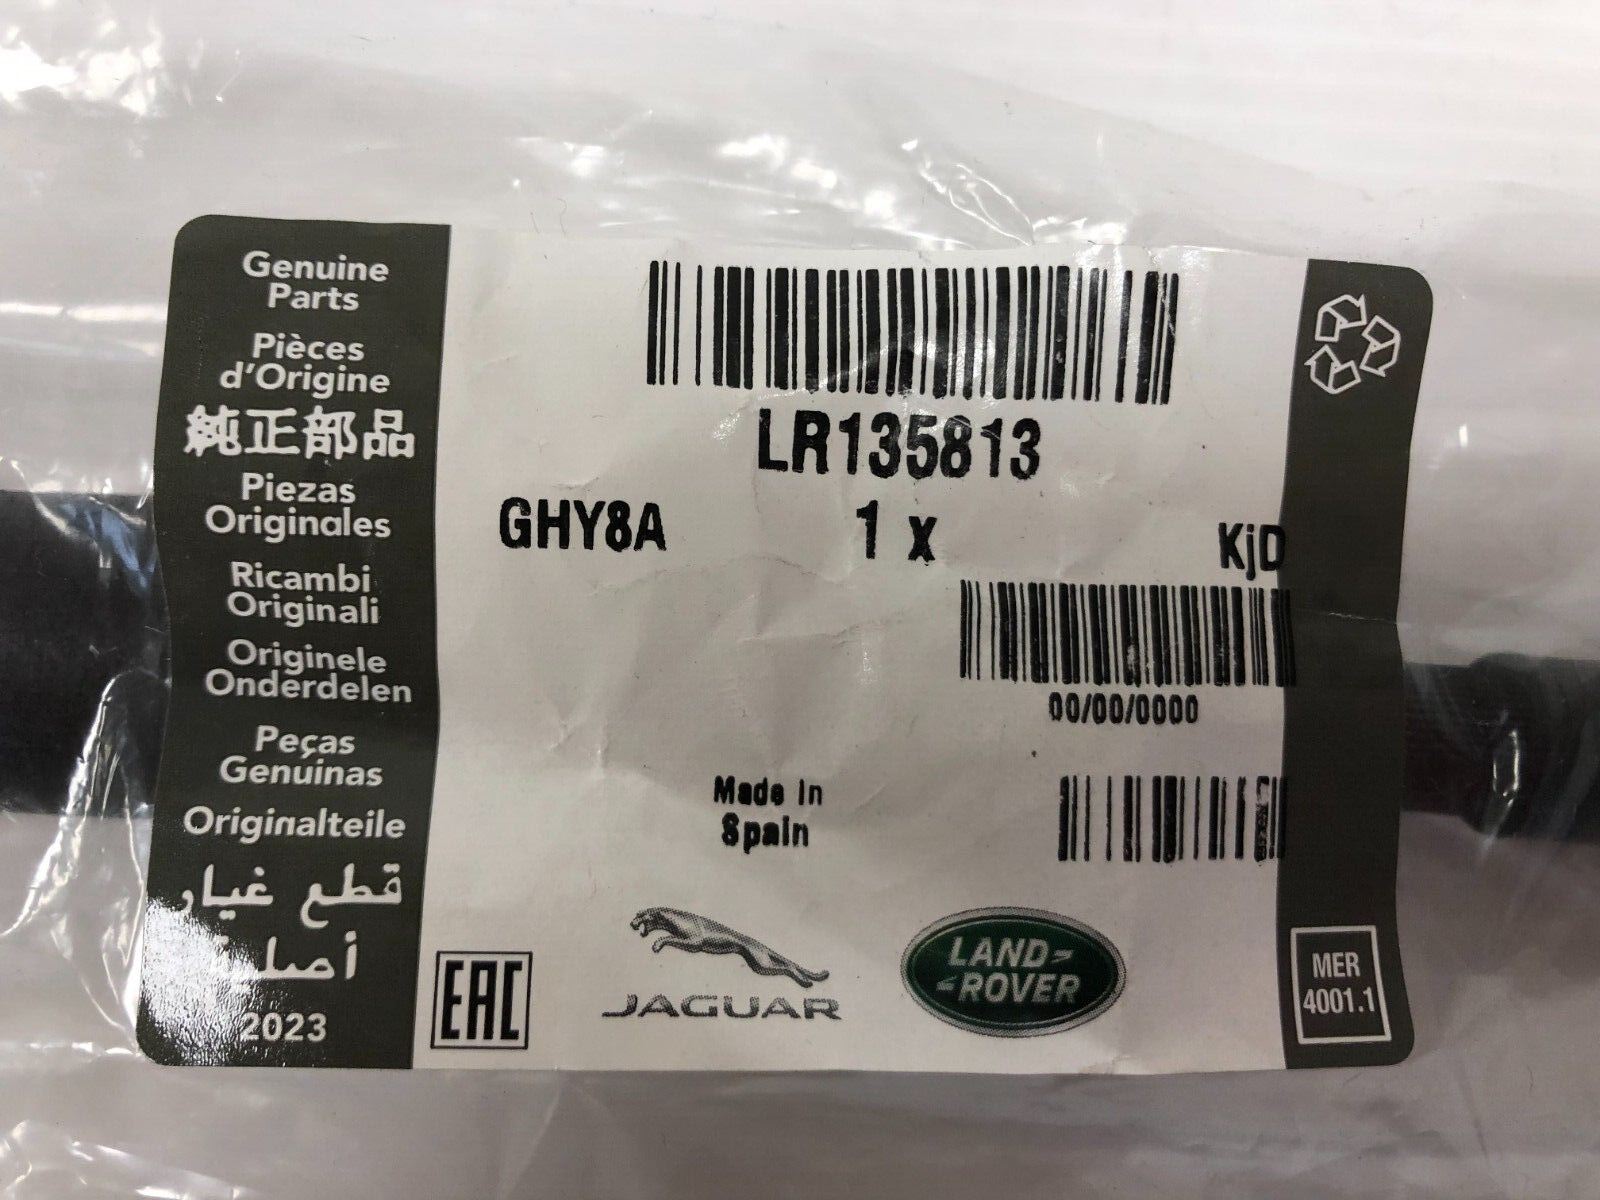 Genuine
Parts
Pièces
d'Origine
純正部品
Piezas
Originales
Ricambi
Originali
Originele
Onderdelen
Peças
Genuinas
Originalteile
قطع غيار
أصلية
2023
LR135813
GHY8A 1 x KjD
00/00/0000
Made in
Spain
EAC
JAGUAR
LAND-
-ROVER
MER
4001.1